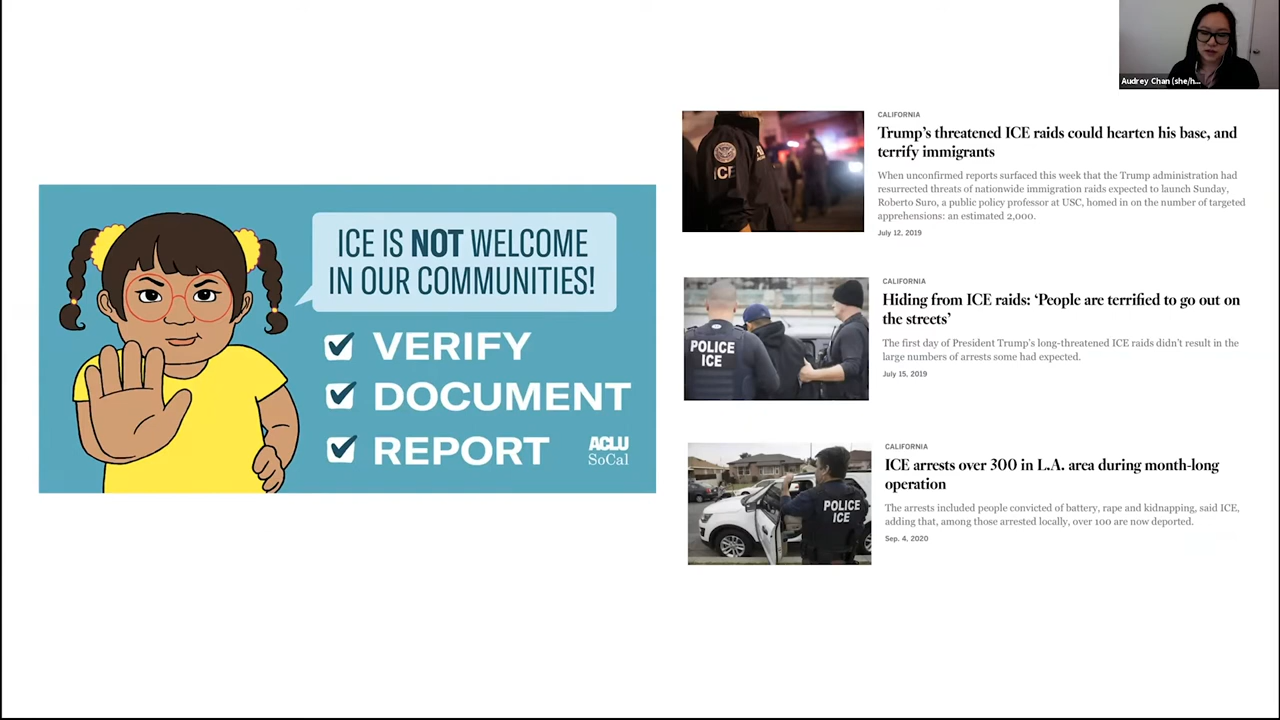 Audrey Chan (she/h...
ICE IS NOT WELCOME
IN OUR COMMUNITIES!
VERIFY
DOCUMENT
REPORT
ACLU
SoCal
CALIFORNIA
Trump's threatened ICE raids could hearten his base, and
terrify immigrants
When unconfirmed reports surfaced this week that the Trump administration had
resurrected threats of nationwide immigration raids expected to launch Sunday,
Roberto Suro, a public policy professor at USC, homed in on the number of targeted
apprehensions: an estimated 2,000.
July 12, 2019
ICE
CALIFORNIA
Hiding from ICE raids: ‘People are terrified to go out on
the streets’
The first day of President Trump's long-threatened ICE raids didn't result in the
large numbers of arrests some had expected.
July 15, 2019
POLICE
ICE
CALIFORNIA
ICE arrests over 300 in L.A. area during month-long
operation
The arrests included people convicted of battery, rape and kidnapping, said ICE,
adding that, among those arrested locally, over 100 are now deported.
Sep. 4, 2020
POLICE
ICE